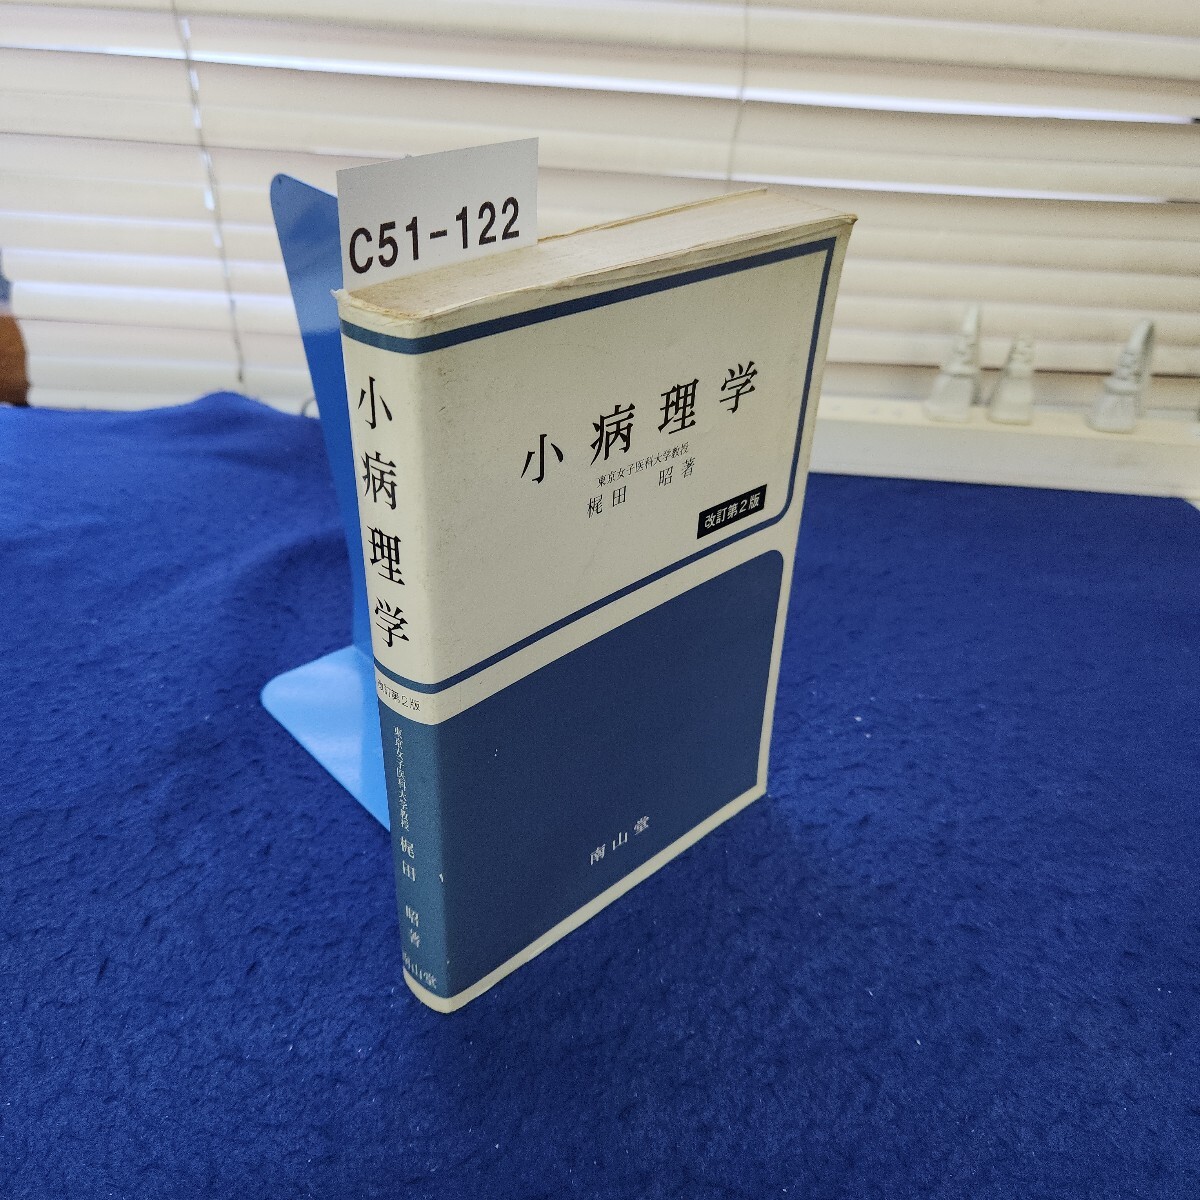 C51-122
小病理学
東京女子医科大学教授
梶田 昭 著
改訂第2版
南山堂
小病理学
改訂第2版
東京女子医科大学教授 梶田 昭 著
南山堂